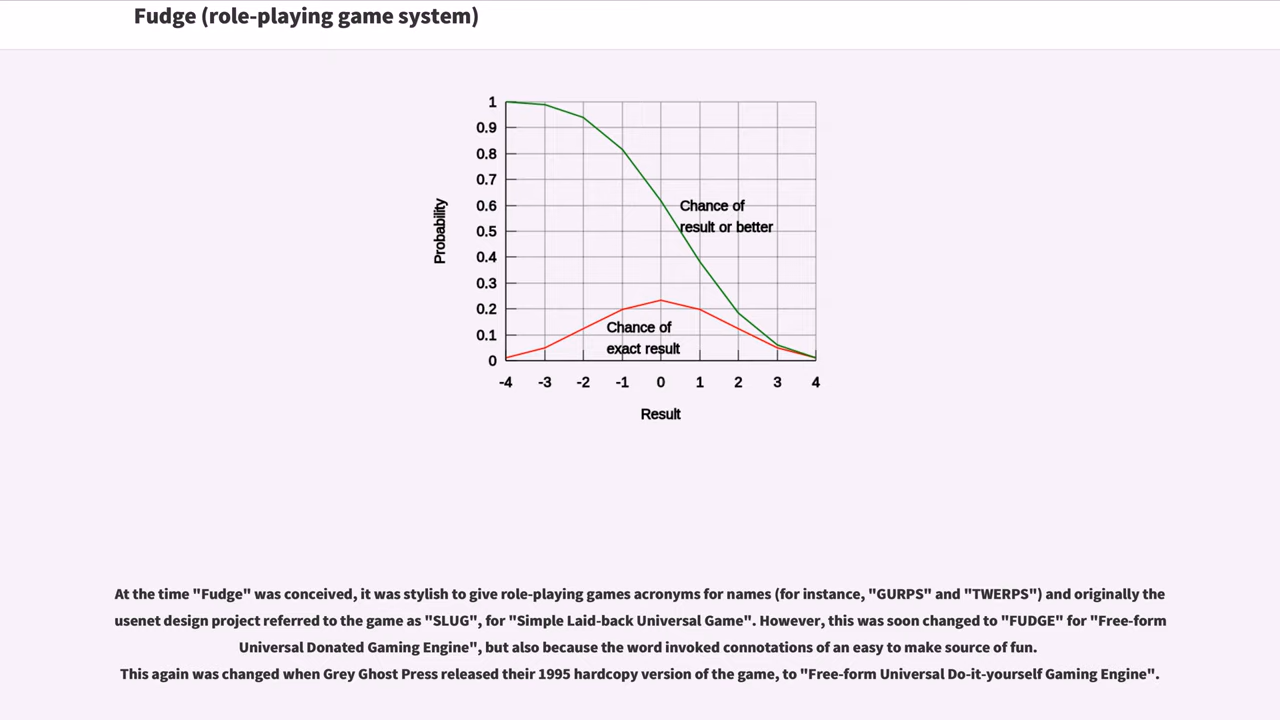 Fudge (role-playing game system)
1
0.9
0.8
0.7
0.6
0.5
0.4
0.3
0.2
0.1
0
Probability
Chance of
result or better
Chance of
exact result
-4 -3 -2 -1 0 1 2 3 4
Result
At the time "Fudge" was conceived, it was stylish to give role-playing games acronyms for names (for instance, "GURPS" and "TWERPS") and originally the
usenet design project referred to the game as "SLUG", for "Simple Laid-back Universal Game". However, this was soon changed to "FUDGE" for "Free-form
Universal Donated Gaming Engine", but also because the word invoked connotations of an easy to make source of fun.
This again was changed when Grey Ghost Press released their 1995 hardcopy version of the game, to "Free-form Universal Do-it-yourself Gaming Engine".